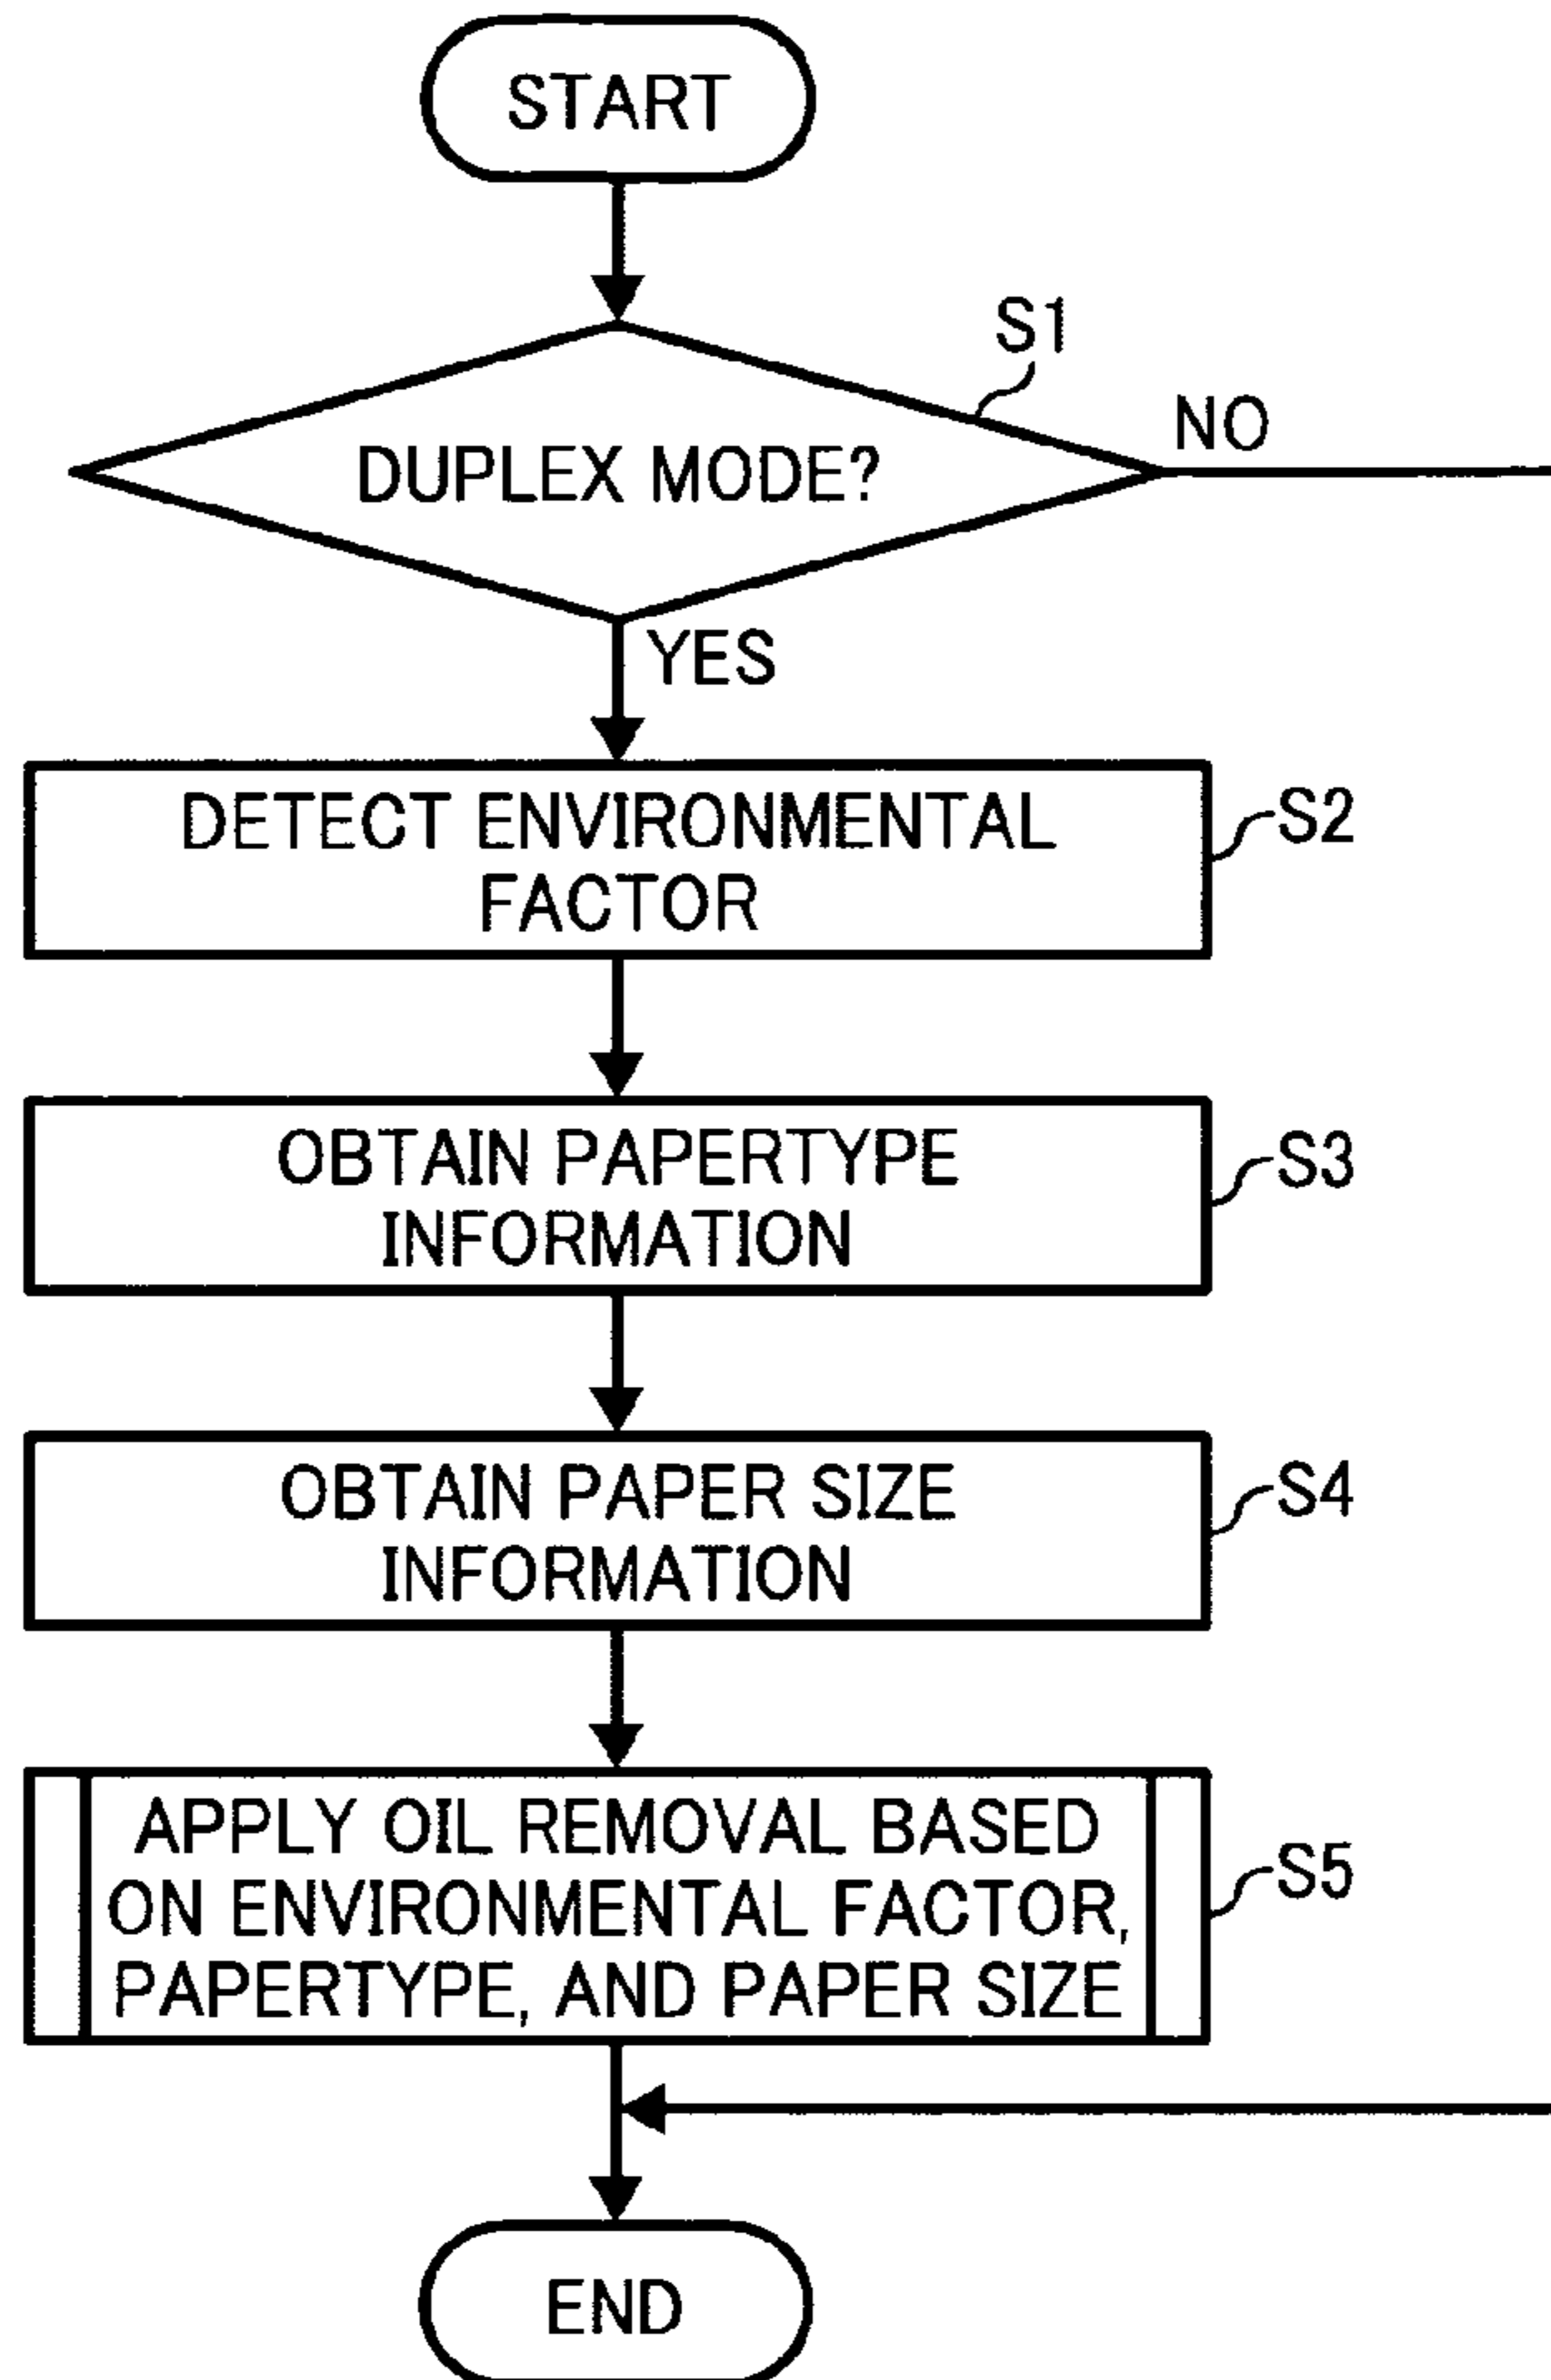 START
S1
DUPLEX MODE?
NO
YES
DETECT ENVIRONMENTAL
FACTOR
S2
OBTAIN PAPERTYPE
INFORMATION
S3
OBTAIN PAPER SIZE
INFORMATION
S4
APPLY OIL REMOVAL BASED
ON ENVIRONMENTAL FACTOR,
PAPERTYPE, AND PAPER SIZE
S5
END